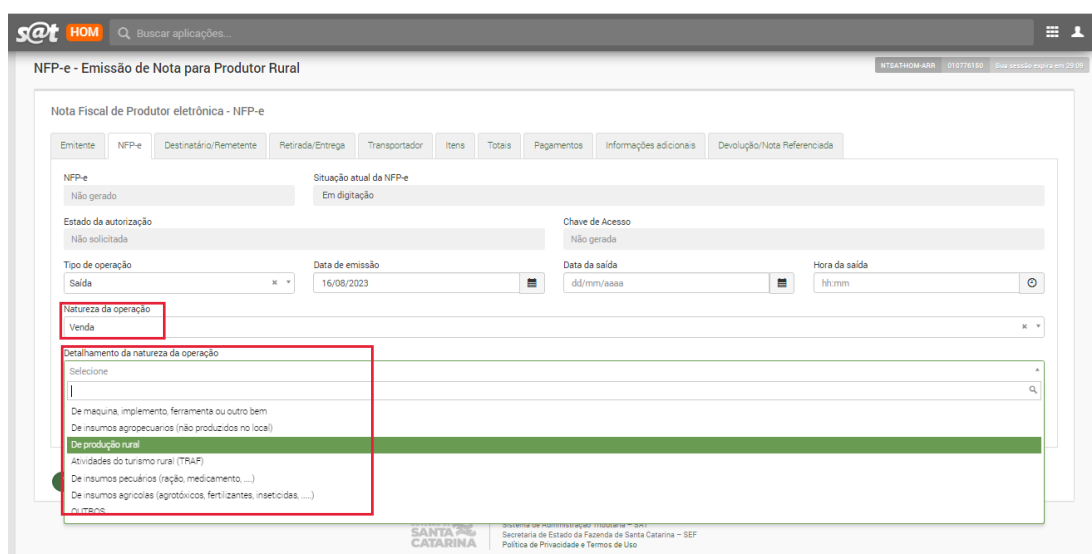 s@t HOM Buscar aplicações...
NFP-e - Emissão de Nota para Produtor Rural
NTSATHOM-ARR 010776150 Sua sessão expira em 29:09
Nota Fiscal de Produtor eletrônica - NFP-e
Emitente NFP-e Destinatário/Remetente Retirada/Entrega Transportador Itens Totais Pagamentos Informações adicionais Devolução/Nota Referenciada
NFP-e Situação atual da NFP-e
Não gerado Em digitação
Estado da autorização Chave de Acesso
Não solicitada Não gerada
Tipo de operação Data de emissão Data da saída Hora da saída
Saída 16/08/2023 dd/mm/aaaa hh:mm
Natureza da operação
Venda
Detalhamento da natureza da operação
Selecione
De maquina, implemento, ferramenta ou outro bem
De insumos agropecuarios (não produzidos no local)
De produção rural
Atividades do turismo rural (TRAF)
De insumos pecuários (ração, medicamento, ....)
De insumos agricolas (agrotóxicos, fertilizantes, inseticidas, .....)
OUTROS
SANTA CATARINA
Sistema de Administração Tributária – SAT
Secretaria de Estado da Fazenda de Santa Catarina – SEF
Política de Privacidade e Termos de Uso